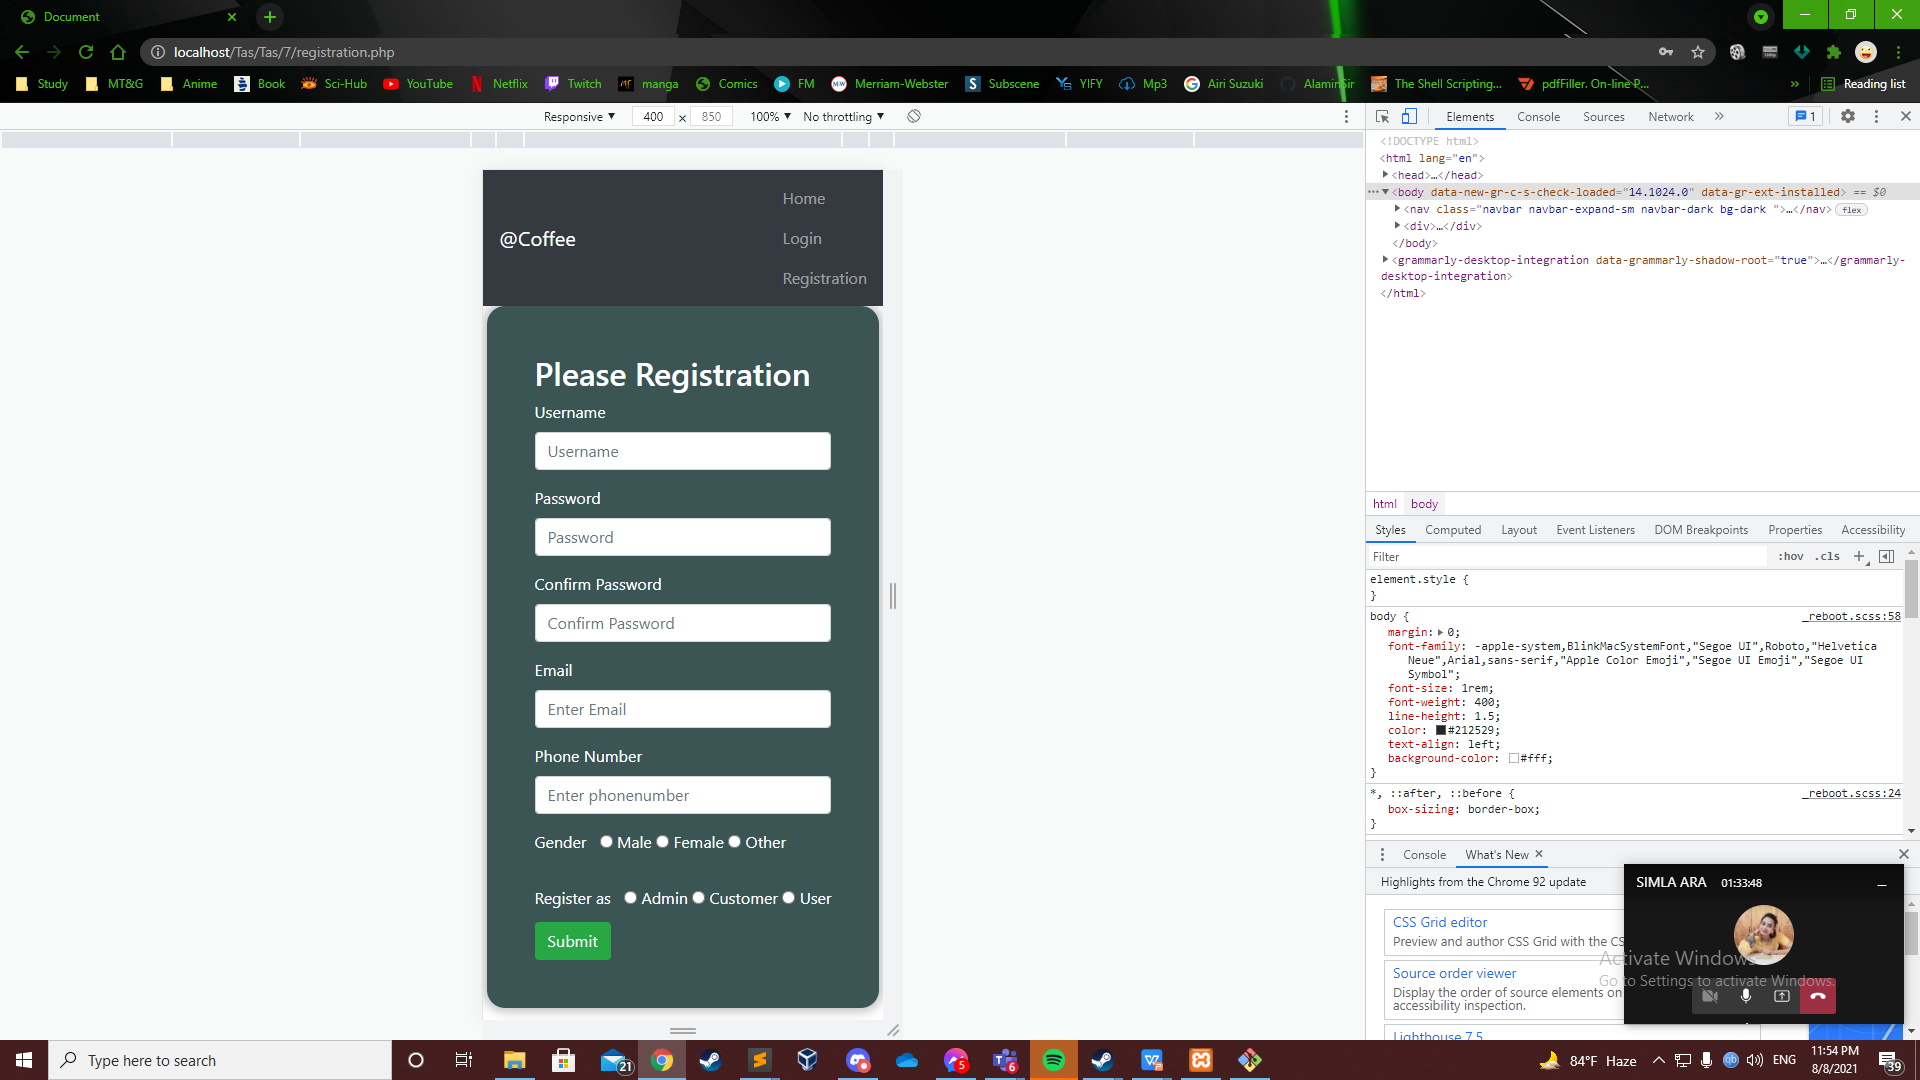 Document
localhost/Tas/Tas/7/registration.php
Study MT&G Anime Book Sci-Hub YouTube Netflix Twitch manga Comics FM Merriam-Webster Subscene YIFY Mp3 Airi Suzuki AlaminSir The Shell Scripting... pdfFiller. On-line P... » Reading list
Responsive ▼ 400 × 850 100% ▼ No throttling ▼
Elements Console Sources Network » 1
@Coffee
Home
Login
Registration
Please Registration
Username
Username
Password
Password
Confirm Password
Confirm Password
Email
Enter Email
Phone Number
Enter phonenumber
Gender Male Female Other
Register as Admin Customer User
Submit
<!DOCTYPE html>
<html lang="en">
<head>…</head>
<body data-new-gr-c-s-check-loaded="14.1024.0" data-gr-ext-installed> == $0
<nav class="navbar navbar-expand-sm navbar-dark bg-dark ">…</nav> flex
<div>…</div>
</body>
<grammarly-desktop-integration data-grammarly-shadow-root="true">…</grammarly-
desktop-integration>
</html>
html body
Styles Computed Layout Event Listeners DOM Breakpoints Properties Accessibility
Filter :hov .cls +
element.style {
}
body { _reboot.scss:58
margin: 0;
font-family: -apple-system,BlinkMacSystemFont,"Segoe UI",Roboto,"Helvetica
Neue",Arial,sans-serif,"Apple Color Emoji","Segoe UI Emoji","Segoe UI
Symbol";
font-size: 1rem;
font-weight: 400;
line-height: 1.5;
color: #212529;
text-align: left;
background-color: #fff;
}
*, ::after, ::before { _reboot.scss:24
box-sizing: border-box;
}
Console What's New ×
Highlights from the Chrome 92 update
CSS Grid editor
Preview and author CSS Grid with the CS
Source order viewer
Display the order of source elements on
accessibility inspection.
Lighthouse 7.5
SIMLA ARA 01:33:48
Activate Windows
Go to Settings to activate Windows.
Type here to search
21
5
6
84°F Haze
ENG
11:54 PM
8/8/2021
39